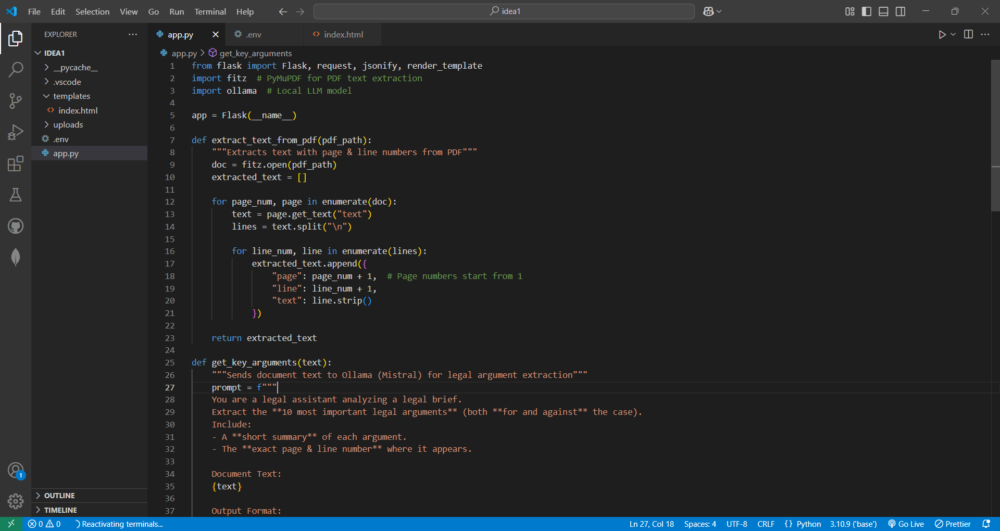 File Edit Selection View Go Run Terminal Help
idea1
EXPLORER
IDEA1
__pycache__
.vscode
templates
index.html
uploads
.env
app.py
OUTLINE
TIMELINE
app.py
.env
index.html
app.py > get_key_arguments
1 from flask import Flask, request, jsonify, render_template
2 import fitz  # PyMuPDF for PDF text extraction
3 import ollama  # Local LLM model
4
5 app = Flask(__name__)
6
7 def extract_text_from_pdf(pdf_path):
8     """Extracts text with page & line numbers from PDF"""
9     doc = fitz.open(pdf_path)
10     extracted_text = []
11
12     for page_num, page in enumerate(doc):
13         text = page.get_text("text")
14         lines = text.split("\n")
15
16         for line_num, line in enumerate(lines):
17             extracted_text.append({
18                 "page": page_num + 1,  # Page numbers start from 1
19                 "line": line_num + 1,
20                 "text": line.strip()
21             })
22
23     return extracted_text
24
25 def get_key_arguments(text):
26     """Sends document text to Ollama (Mistral) for legal argument extraction"""
27     prompt = f"""
28     You are a legal assistant analyzing a legal brief.
29     Extract the **10 most important legal arguments** (both **for and against** the case).
30     Include:
31     - A **short summary** of each argument.
32     - The **exact page & line number** where it appears.
33
34     Document Text:
35     {text}
36
37     Output Format:
1
0 0 Reactivating terminals... Ln 27, Col 18 Spaces: 4 UTF-8 CRLF {} Python 3.10.9 ('base') Go Live Prettier